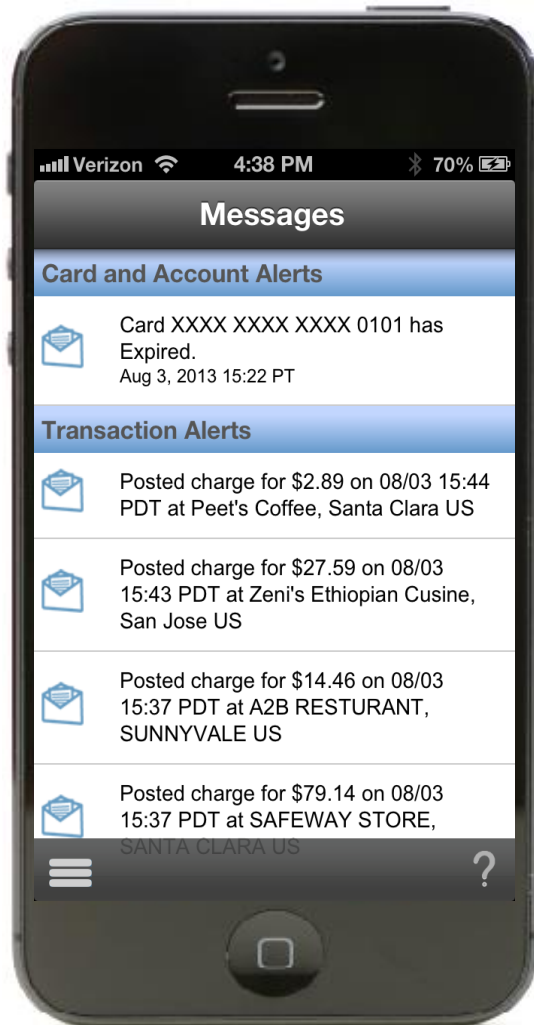 Verizon 4:38 PM 70%
Messages
Card and Account Alerts
Card XXXX XXXX XXXX 0101 has
Expired.
Aug 3, 2013 15:22 PT
Transaction Alerts
Posted charge for $2.89 on 08/03 15:44
PDT at Peet's Coffee, Santa Clara US
Posted charge for $27.59 on 08/03
15:43 PDT at Zeni's Ethiopian Cusine,
San Jose US
Posted charge for $14.46 on 08/03
15:37 PDT at A2B RESTURANT,
SUNNYVALE US
Posted charge for $79.14 on 08/03
15:37 PDT at SAFEWAY STORE,
SANTA CLARA US
?